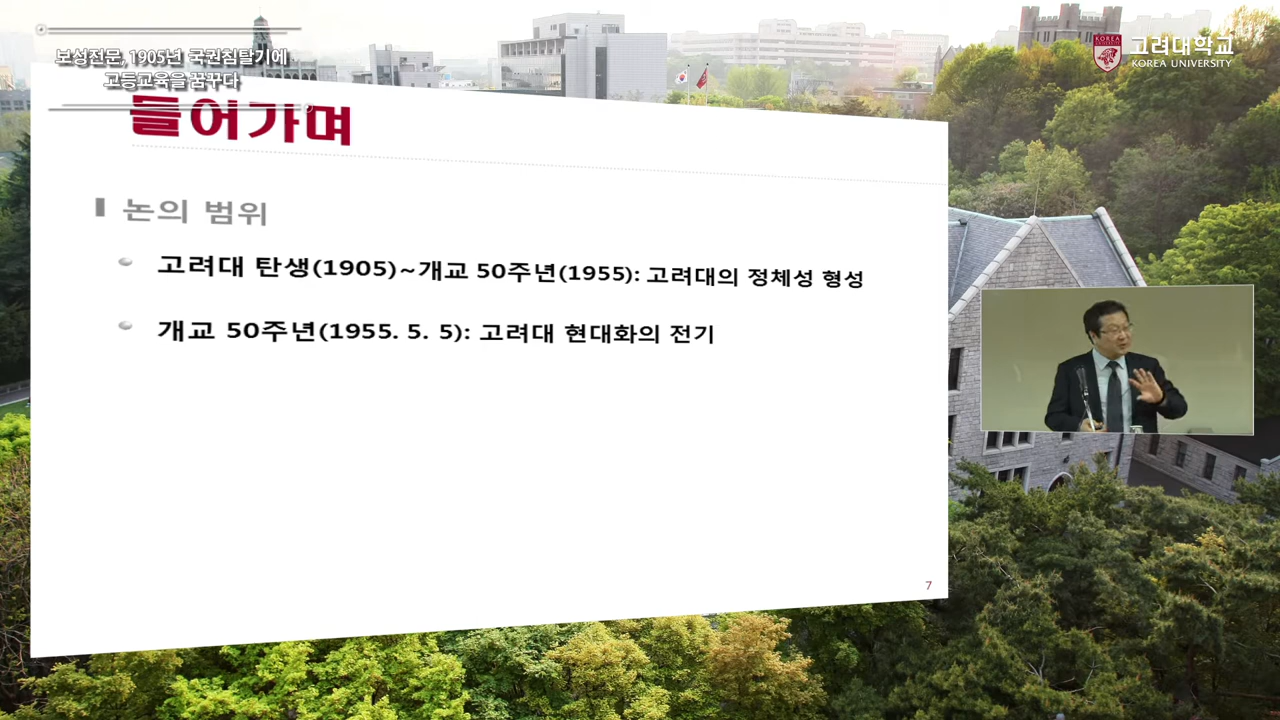 보성전문, 1905년 국권침탈기에
고등교육을 꿈꾸다
KOREA
UNIVERSITY
고려대학교
KOREA UNIVERSITY
들어가며
논의 범위
고려대 탄생(1905)~개교 50주년(1955): 고려대의 정체성 형성
개교 50주년(1955. 5. 5): 고려대 현대화의 전기
7